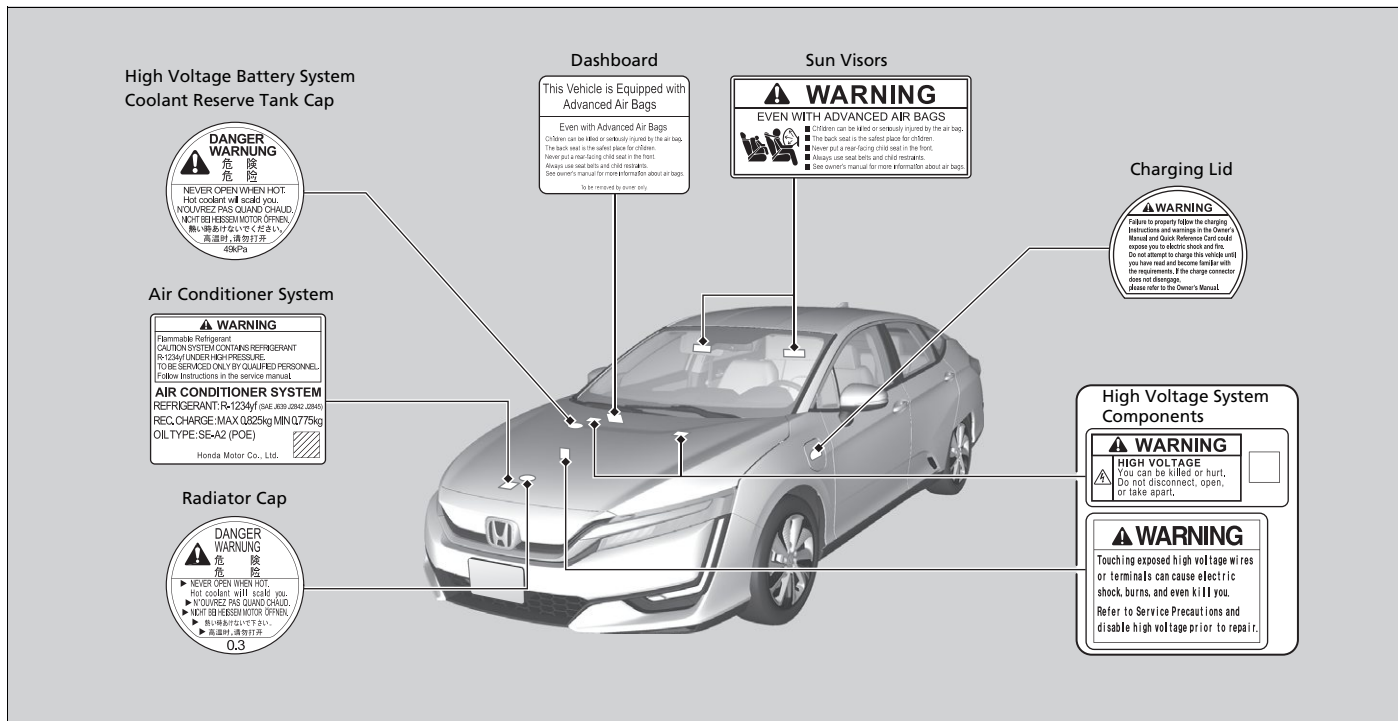 High Voltage Battery System
Coolant Reserve Tank Cap
DANGER
WARNUNG
危 険
危 险
NEVER OPEN WHEN HOT.
Hot coolant will scald you.
N'OUVREZ PAS QUAND CHAUD.
NICHT BEI HEISSEM MOTOR ÖFFNEN.
熱い時あけないでください。
高温时,请勿打开
49kPa
Dashboard
This Vehicle is Equipped with
Advanced Air Bags
Even with Advanced Air Bags
Children can be killed or seriously injured by the air bag.
The back seat is the safest place for children.
Never put a rear-facing child seat in the front.
Always use seat belts and child restraints.
See owner's manual for more information about air bags.
To be removed by owner only.
Sun Visors
WARNING
EVEN WITH ADVANCED AIR BAGS
Children can be killed or seriously injured by the air bag.
The back seat is the safest place for children.
Never put a rear-facing child seat in the front.
Always use seat belts and child restraints.
See owner's manual for more information about air bags.
Charging Lid
WARNING
Failure to properly follow the charging
Instructions and warnings in the Owner's
Manual and Quick Reference Card could
expose you to electric shock and fire.
Do not attempt to charge this vehicle until
you have read and become familiar with
the requirements. If the charge connector
does not disengage,
please refer to the Owner's Manual.
Air Conditioner System
WARNING
Flammable Refrigerant
CAUTION SYSTEM CONTAINS REFRIGERANT
R-1234yf UNDER HIGH PRESSURE.
TO BE SERVICED ONLY BY QUALIFIED PERSONNEL.
Follow Instructions in the service manual.
AIR CONDITIONER SYSTEM
REFRIGERANT: R-1234yf (SAE J639 J2842 J2845)
REC. CHARGE: MAX 0.825kg MIN 0.775kg
OIL TYPE: SE-A2 (POE)
Honda Motor Co., Ltd.
High Voltage System
Components
WARNING
HIGH VOLTAGE
You can be killed or hurt.
Do not disconnect, open,
or take apart.
WARNING
Touching exposed high voltage wires
or terminals can cause electric
shock, burns, and even kill you.
Refer to Service Precautions and
disable high voltage prior to repair.
Radiator Cap
DANGER
WARNUNG
危 険
危 险
NEVER OPEN WHEN HOT.
Hot coolant will scald you.
N'OUVREZ PAS QUAND CHAUD.
NICHT BEI HEISSEM MOTOR ÖFFNEN.
熱い時あけないで下さい.
高温时,请勿打开
0.3